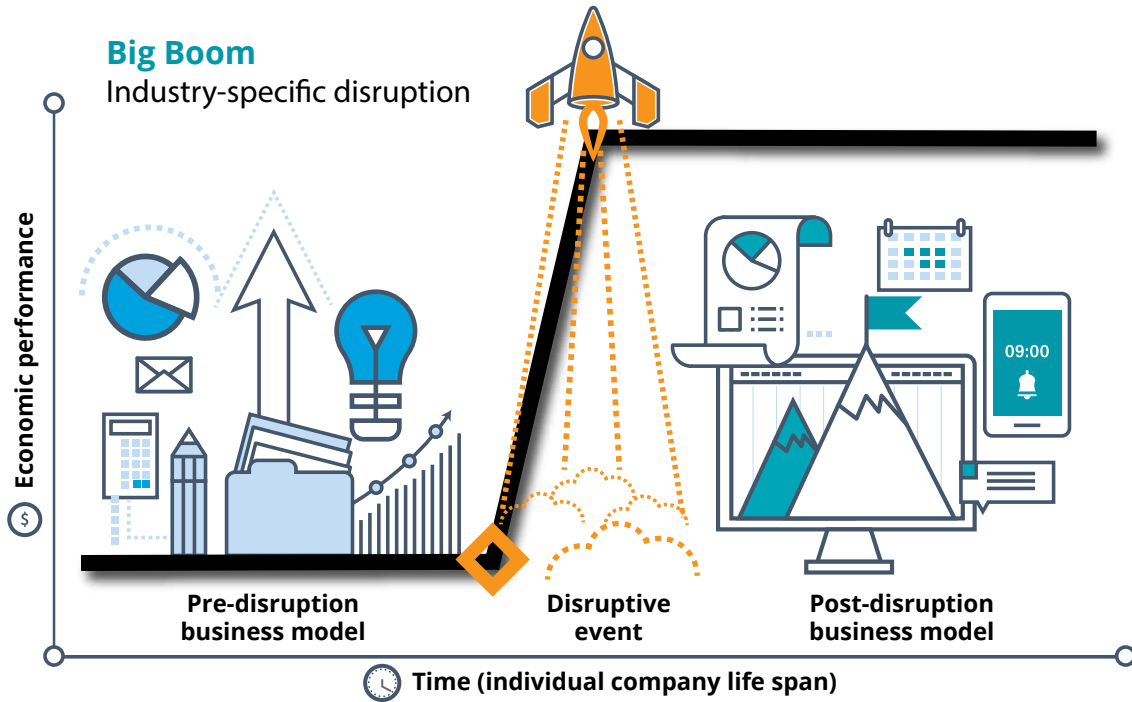 Big Boom
Industry-specific disruption
Economic performance
$
09:00
Pre-disruption
business model
Disruptive
event
Post-disruption
business model
Time (individual company life span)